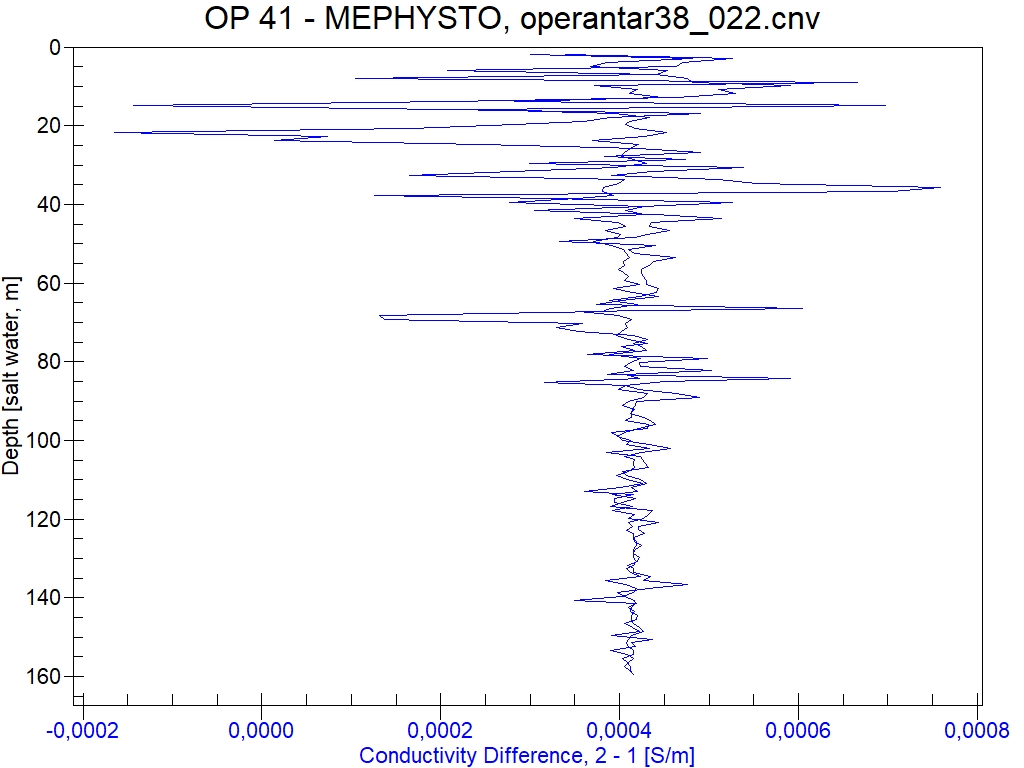 OP 41 - MEPHYSTO, operantar38_022.cnv
0
20
40
60
80
100
120
140
160
Depth [salt water, m]
-0,0002 0,0000 0,0002 0,0004 0,0006 0,0008
Conductivity Difference, 2 - 1 [S/m]